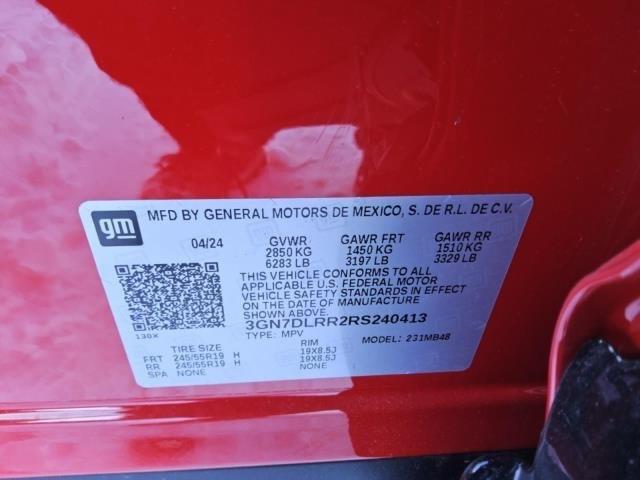 gm
MFD BY GENERAL MOTORS DE MEXICO, S. DE R.L. DE C.V.
04/24 GVWR GAWR FRT GAWR RR
2850 KG 1450 KG 1510 KG
6283 LB 3197 LB 3329 LB
THIS VEHICLE CONFORMS TO ALL
APPLICABLE U.S. FEDERAL MOTOR
VEHICLE SAFETY STANDARDS IN EFFECT
ON THE DATE OF MANUFACTURE
SHOWN ABOVE.
3GN7DLRR2RS240413
130X TYPE: MPV MODEL: 231MB48
TIRE SIZE RIM
FRT 245/55R19 H 19X8.5J
RR 245/55R19 H 19X8.5J
SPA NONE NONE